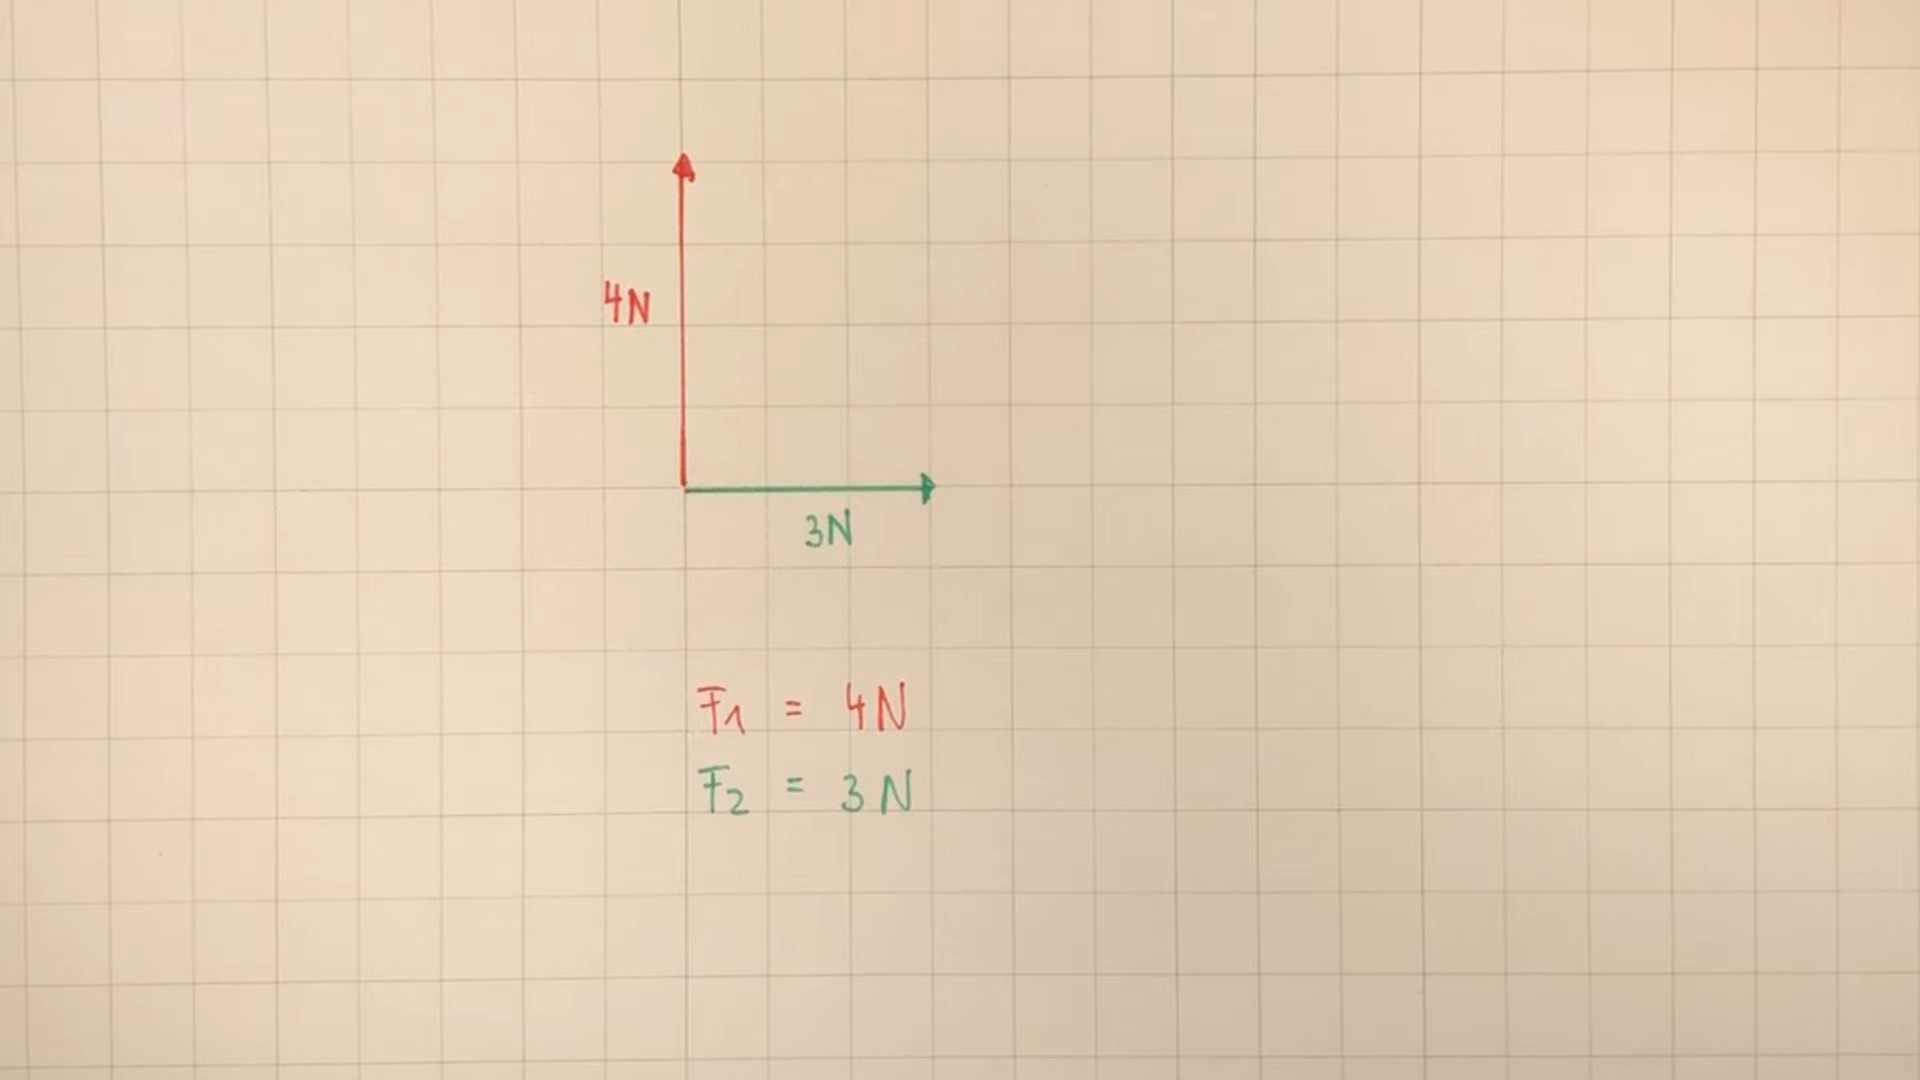 4N
3N
F1 = 4N
F2 = 3N